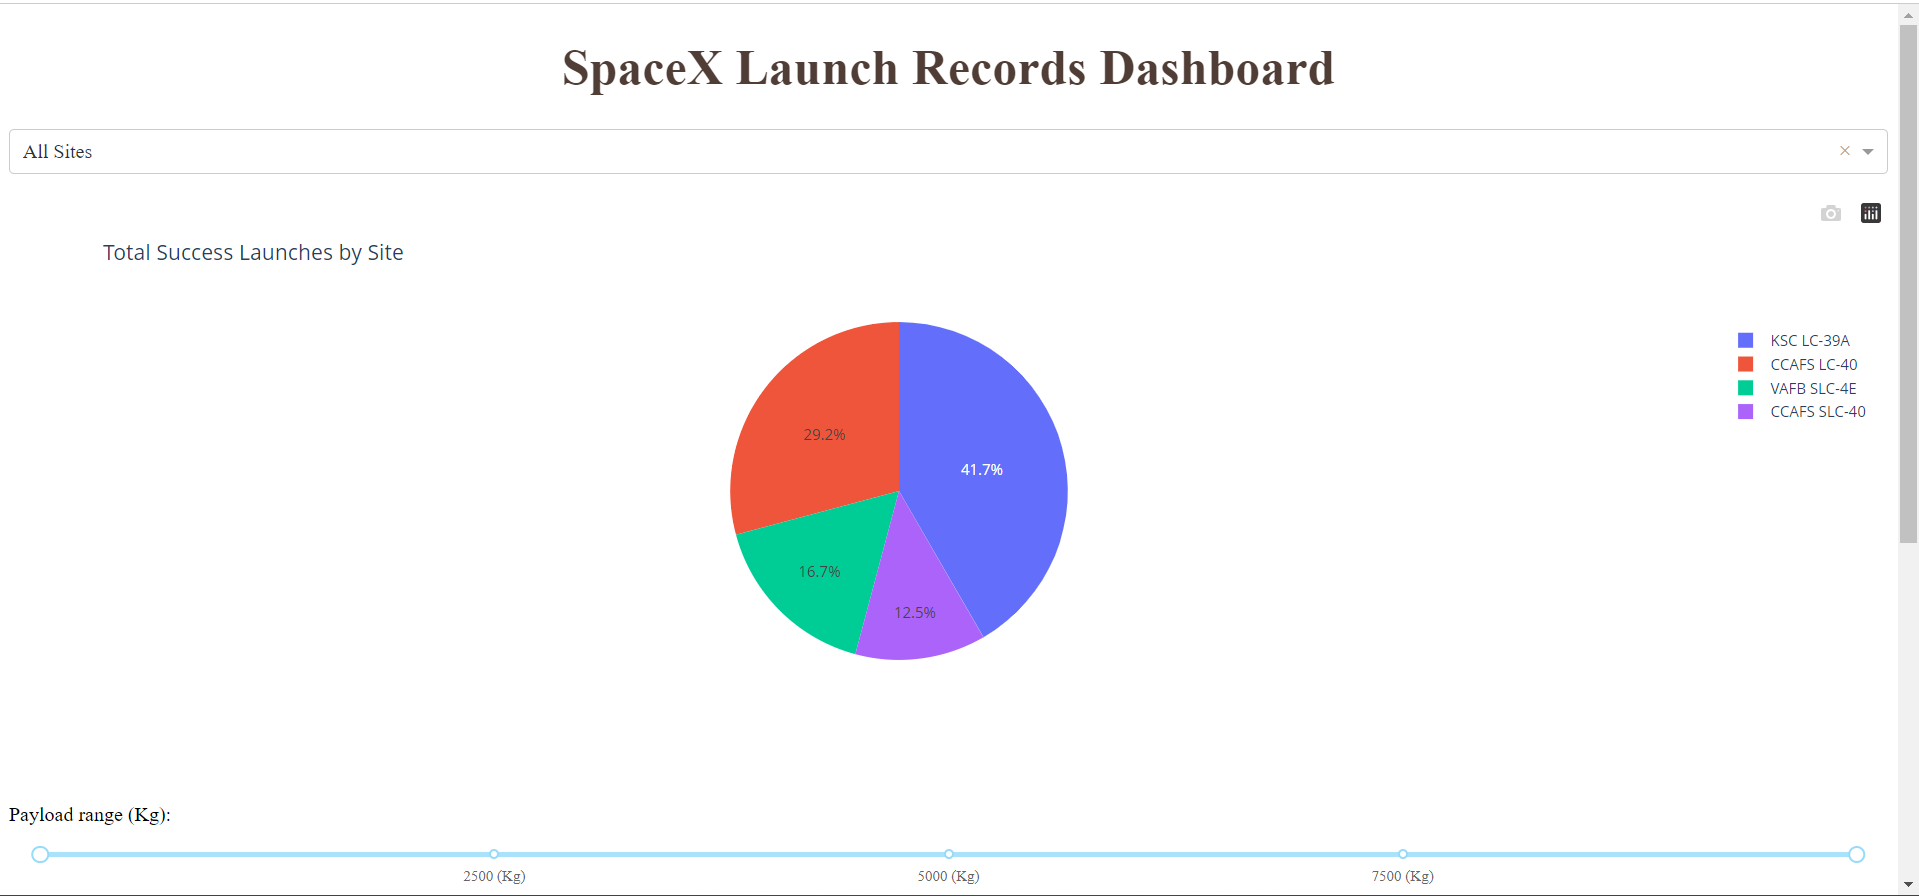 SpaceX Launch Records Dashboard
All Sites
×
Total Success Launches by Site
KSC LC-39A
CCAFS LC-40
VAFB SLC-4E
CCAFS SLC-40
29.2%
41.7%
16.7%
12.5%
Payload range (Kg):
2500 (Kg) 5000 (Kg) 7500 (Kg)